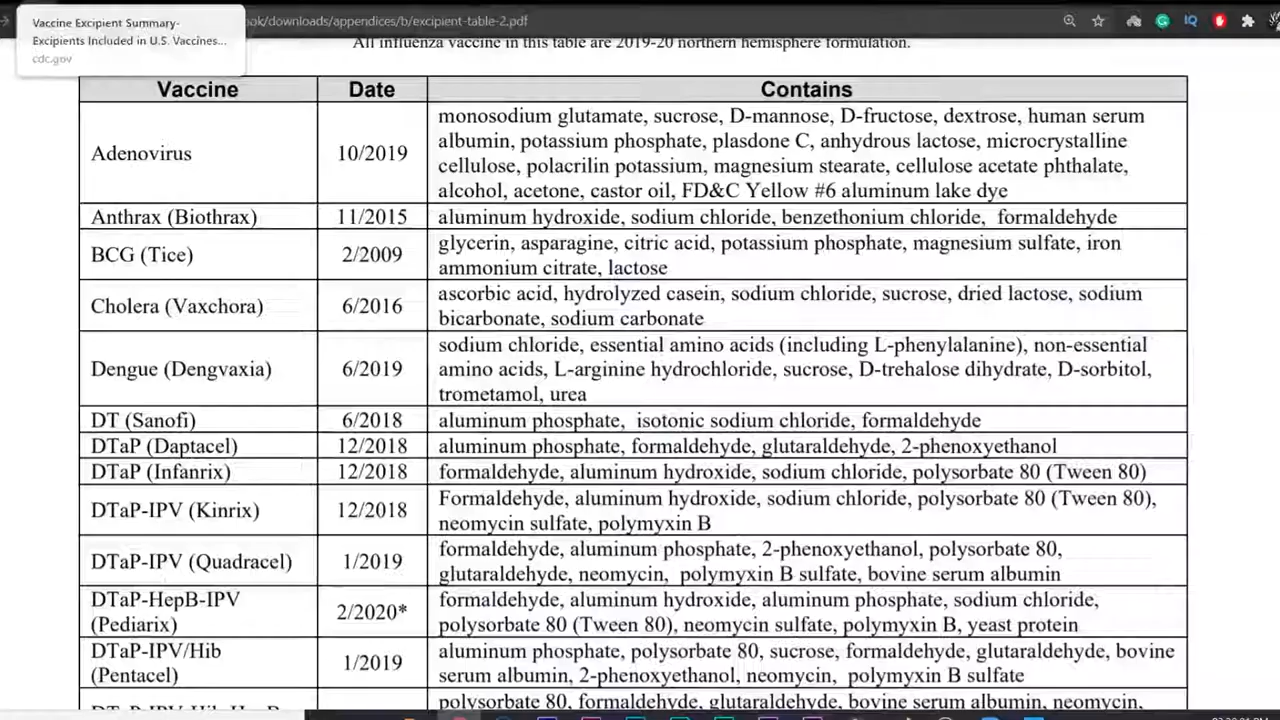 Vaccine Excipient Summary-
Excipients Included in U.S. Vaccines...
cdc.gov
ok/downloads/appendices/b/excipient-table-2.pdf
All influenza vaccine in this table are 2019-20 northern hemisphere formulation.
Vaccine Date Contains
Adenovirus 10/2019
monosodium glutamate, sucrose, D-mannose, D-fructose, dextrose, human serum
albumin, potassium phosphate, plasdone C, anhydrous lactose, microcrystalline
cellulose, polacrilin potassium, magnesium stearate, cellulose acetate phthalate,
alcohol, acetone, castor oil, FD&C Yellow #6 aluminum lake dye
Anthrax (Biothrax) 11/2015 aluminum hydroxide, sodium chloride, benzethonium chloride, formaldehyde
BCG (Tice) 2/2009
glycerin, asparagine, citric acid, potassium phosphate, magnesium sulfate, iron
ammonium citrate, lactose
Cholera (Vaxchora) 6/2016
ascorbic acid, hydrolyzed casein, sodium chloride, sucrose, dried lactose, sodium
bicarbonate, sodium carbonate
Dengue (Dengvaxia) 6/2019
sodium chloride, essential amino acids (including L-phenylalanine), non-essential
amino acids, L-arginine hydrochloride, sucrose, D-trehalose dihydrate, D-sorbitol,
trometamol, urea
DT (Sanofi) 6/2018 aluminum phosphate, isotonic sodium chloride, formaldehyde
DTaP (Daptacel) 12/2018 aluminum phosphate, formaldehyde, glutaraldehyde, 2-phenoxyethanol
DTaP (Infanrix) 12/2018 formaldehyde, aluminum hydroxide, sodium chloride, polysorbate 80 (Tween 80)
DTaP-IPV (Kinrix) 12/2018
Formaldehyde, aluminum hydroxide, sodium chloride, polysorbate 80 (Tween 80),
neomycin sulfate, polymyxin B
DTaP-IPV (Quadracel) 1/2019
formaldehyde, aluminum phosphate, 2-phenoxyethanol, polysorbate 80,
glutaraldehyde, neomycin, polymyxin B sulfate, bovine serum albumin
DTaP-HepB-IPV
(Pediarix) 2/2020*
formaldehyde, aluminum hydroxide, aluminum phosphate, sodium chloride,
polysorbate 80 (Tween 80), neomycin sulfate, polymyxin B, yeast protein
DTaP-IPV/Hib
(Pentacel) 1/2019
aluminum phosphate, polysorbate 80, sucrose, formaldehyde, glutaraldehyde, bovine
serum albumin, 2-phenoxyethanol, neomycin, polymyxin B sulfate
polysorbate 80, formaldehyde, glutaraldehyde, bovine serum albumin, neomycin,